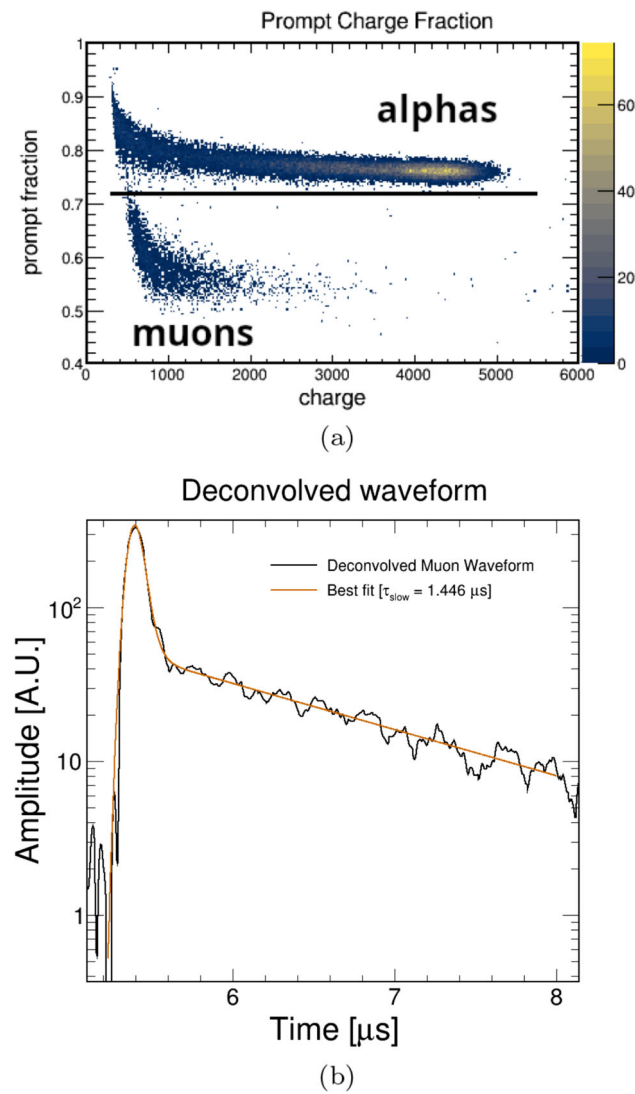 Prompt Charge Fraction
1
0.9
0.8
0.7
0.6
0.5
0.4
prompt fraction
alphas
muons
60
40
20
0
0 1000 2000 3000 4000 5000 6000
charge
(a)
Deconvolved waveform
Deconvolved Muon Waveform
Best fit [τslow = 1.446 μs]
10²
10
1
Amplitude [A.U.]
6 7 8
Time [μs]
(b)